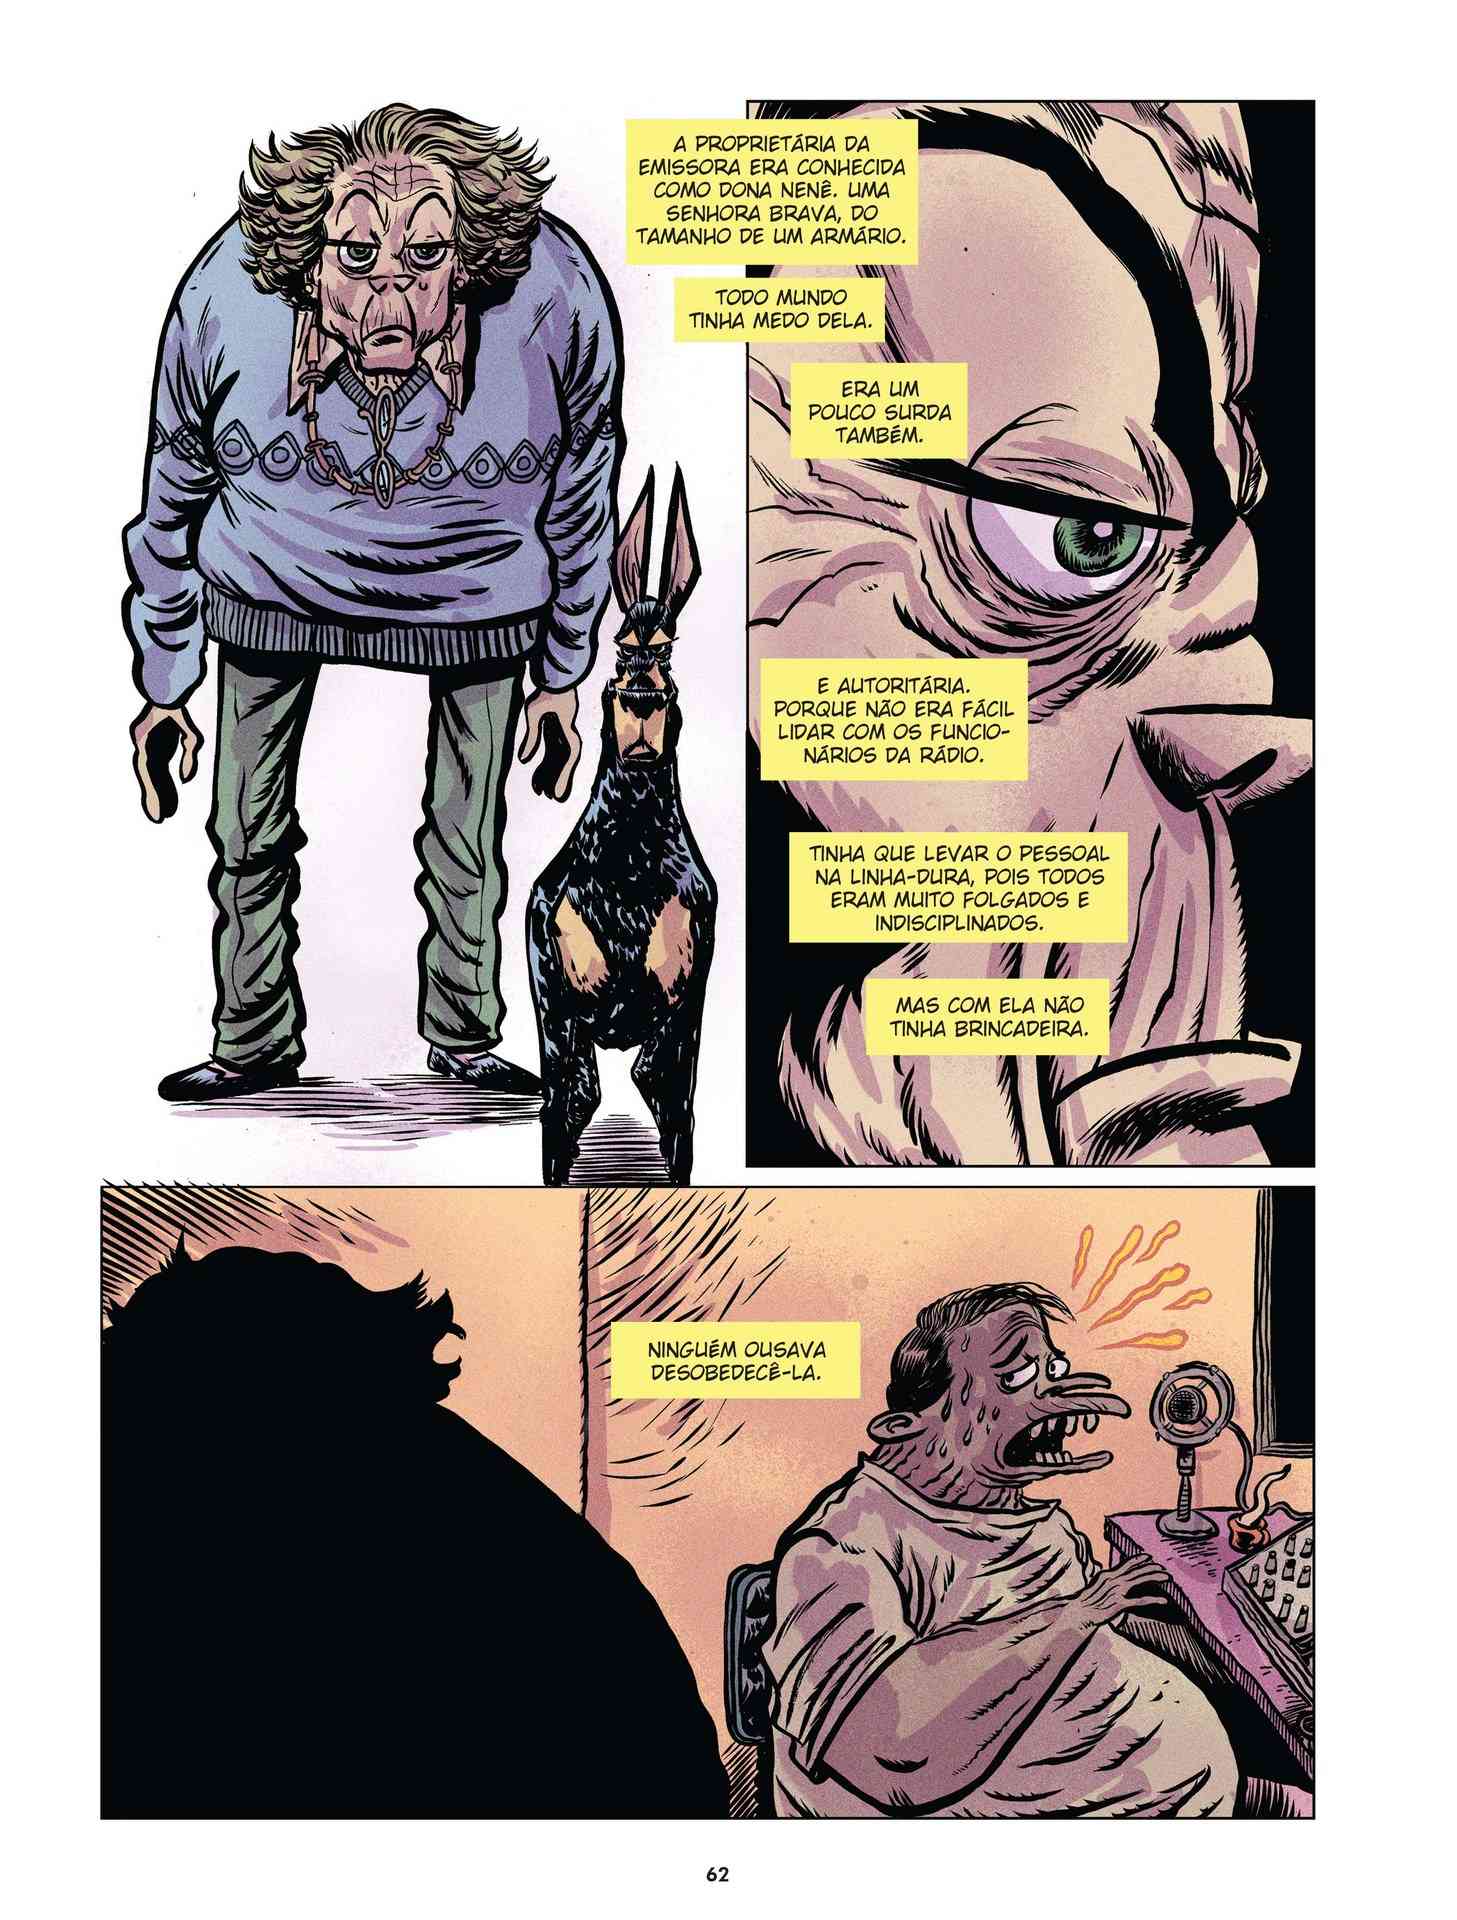 A PROPRIETÁRIA DA
EMISSORA ERA CONHECIDA
COMO DONA NENÊ. UMA
SENHORA BRAVA, DO
TAMANHO DE UM ARMÁRIO.
TODO MUNDO
TINHA MEDO DELA.
ERA UM
POUCO SURDA
TAMBÉM.
E AUTORITÁRIA.
PORQUE NÃO ERA FÁCIL
LIDAR COM OS FUNCIO-
NÁRIOS DA RÁDIO.
TINHA QUE LEVAR O PESSOAL
NA LINHA-DURA, POIS TODOS
ERAM MUITO FOLGADOS E
INDISCIPLINADOS.
MAS COM ELA NÃO
TINHA BRINCADEIRA.
NINGUÉM OUSAVA
DESOBEDECÊ-LA.
62